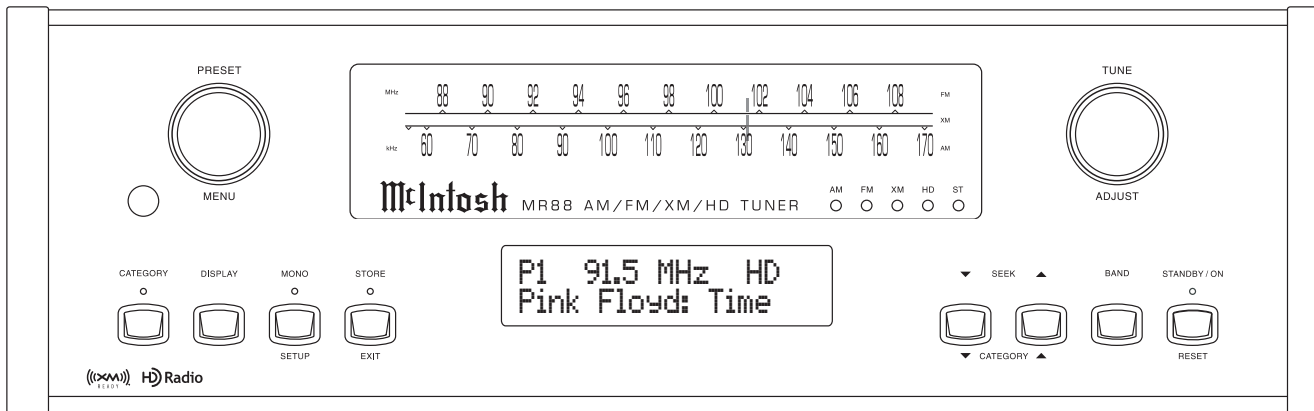 PRESET
TUNE
MHz 88 90 92 94 96 98 100 102 104 106 108 FM
XM
kHz 60 70 80 90 100 110 120 130 140 150 160 170 AM
MENU
ADJUST
McIntosh MR88 AM/FM/XM/HD TUNER
AM FM XM HD ST
P1 91.5 MHz HD
Pink Floyd: Time
CATEGORY DISPLAY MONO STORE
▼ SEEK ▲ BAND STANDBY / ON
SETUP EXIT
▼ CATEGORY ▲ RESET
((XM)) HD Radio
READY